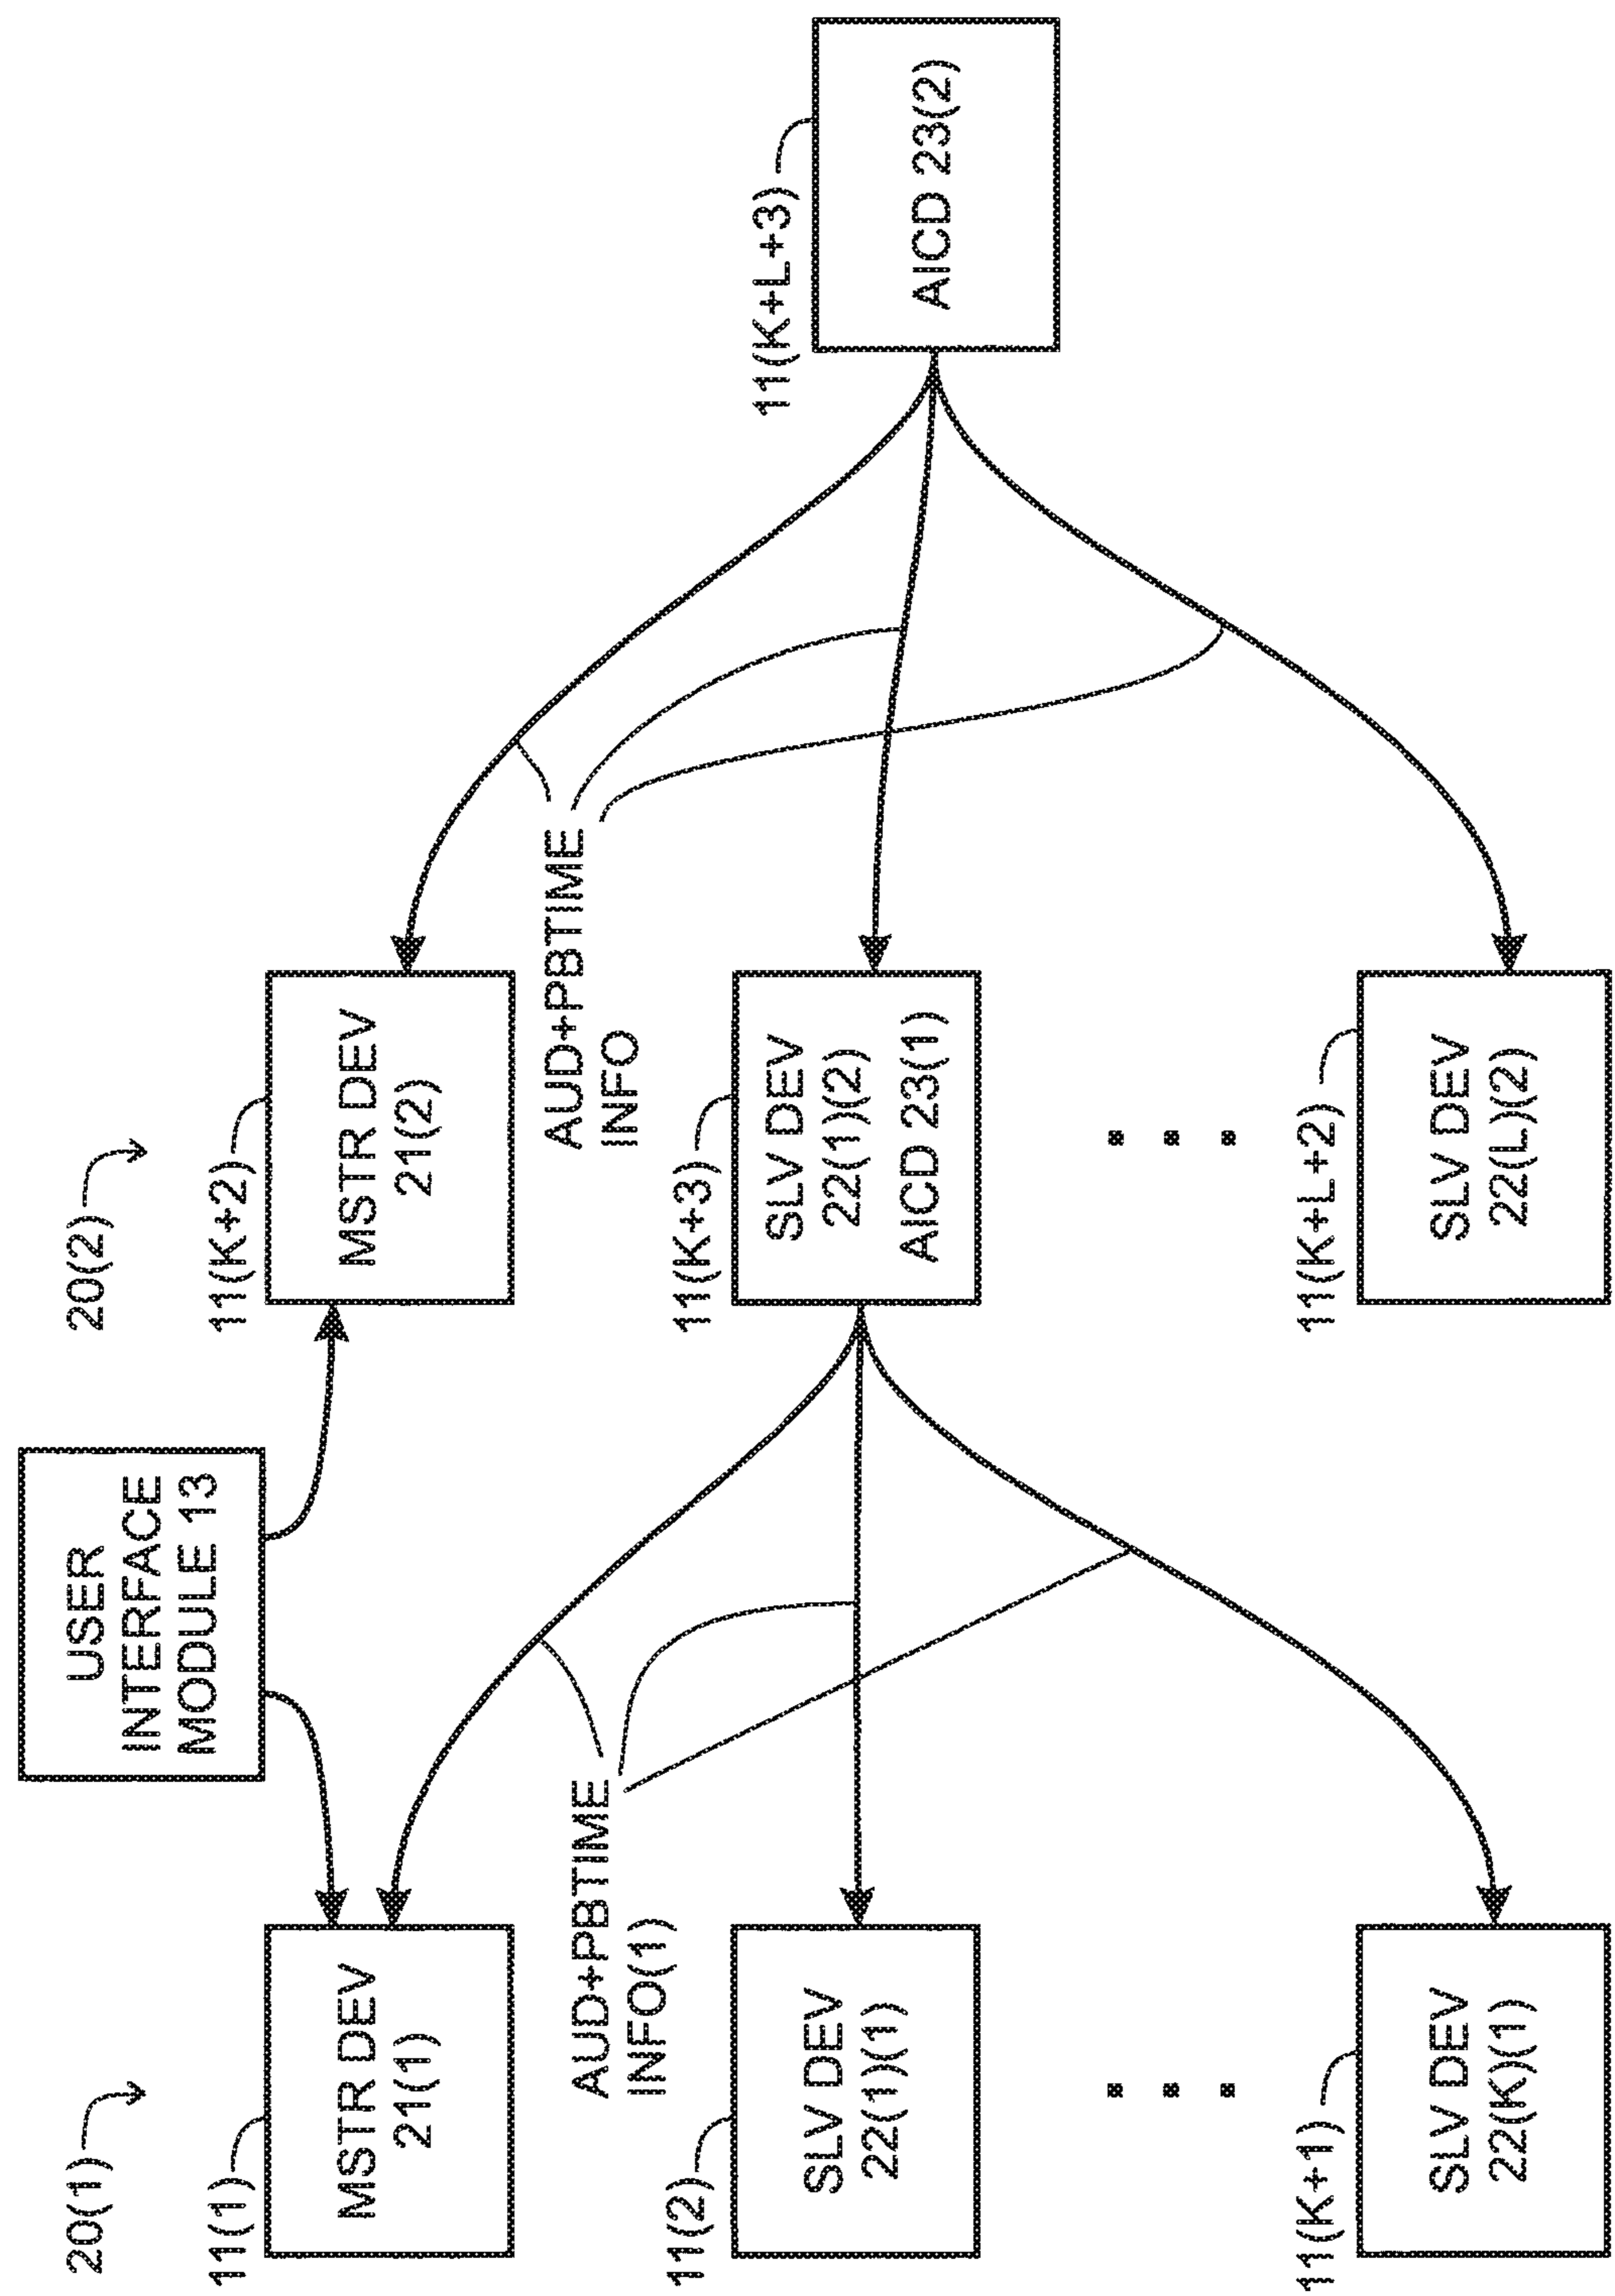 USER
INTERFACE
MODULE 13
20(1)
20(2)
11(1)
MSTR DEV
21(1)
11(K+2)
MSTR DEV
21(2)
AUD+PBTIME
INFO(1)
AUD+PBTIME
INFO
11(2)
SLV DEV
22(1)(1)
11(K+3)
SLV DEV
22(1)(2)
AICD 23(1)
11(K+L+3)
AICD 23(2)
11(K+1)
SLV DEV
22(K)(1)
11(K+L+2)
SLV DEV
22(L)(2)